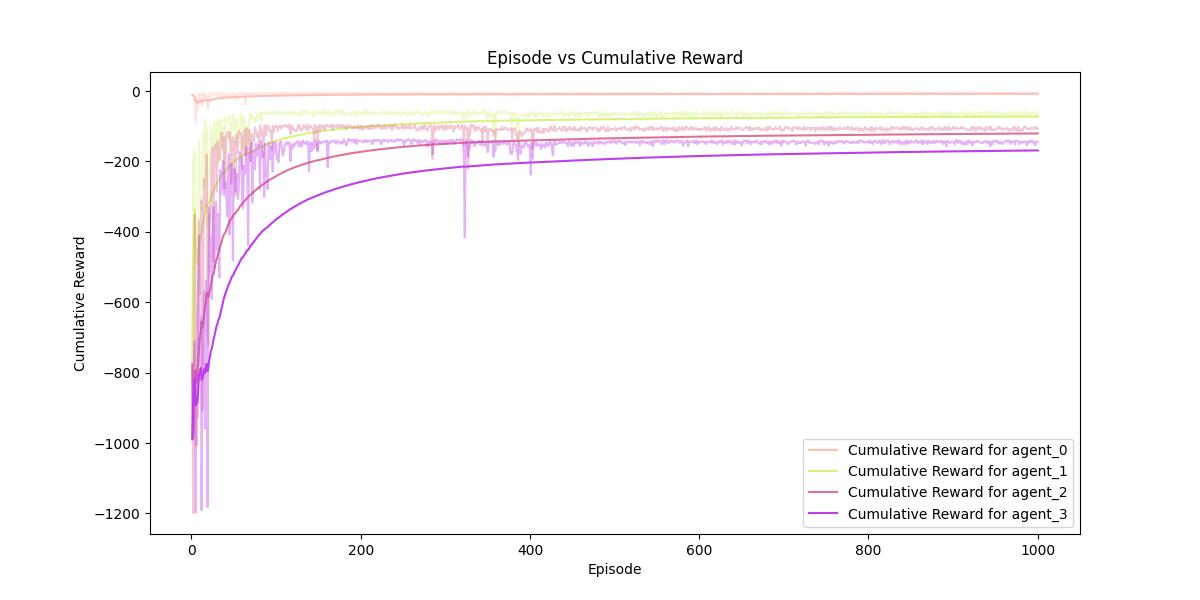 Episode vs Cumulative Reward
Cumulative Reward
0
−200
−400
−600
−800
−1000
−1200
Cumulative Reward for agent_0
Cumulative Reward for agent_1
Cumulative Reward for agent_2
Cumulative Reward for agent_3
0
200
400
600
800
1000
Episode